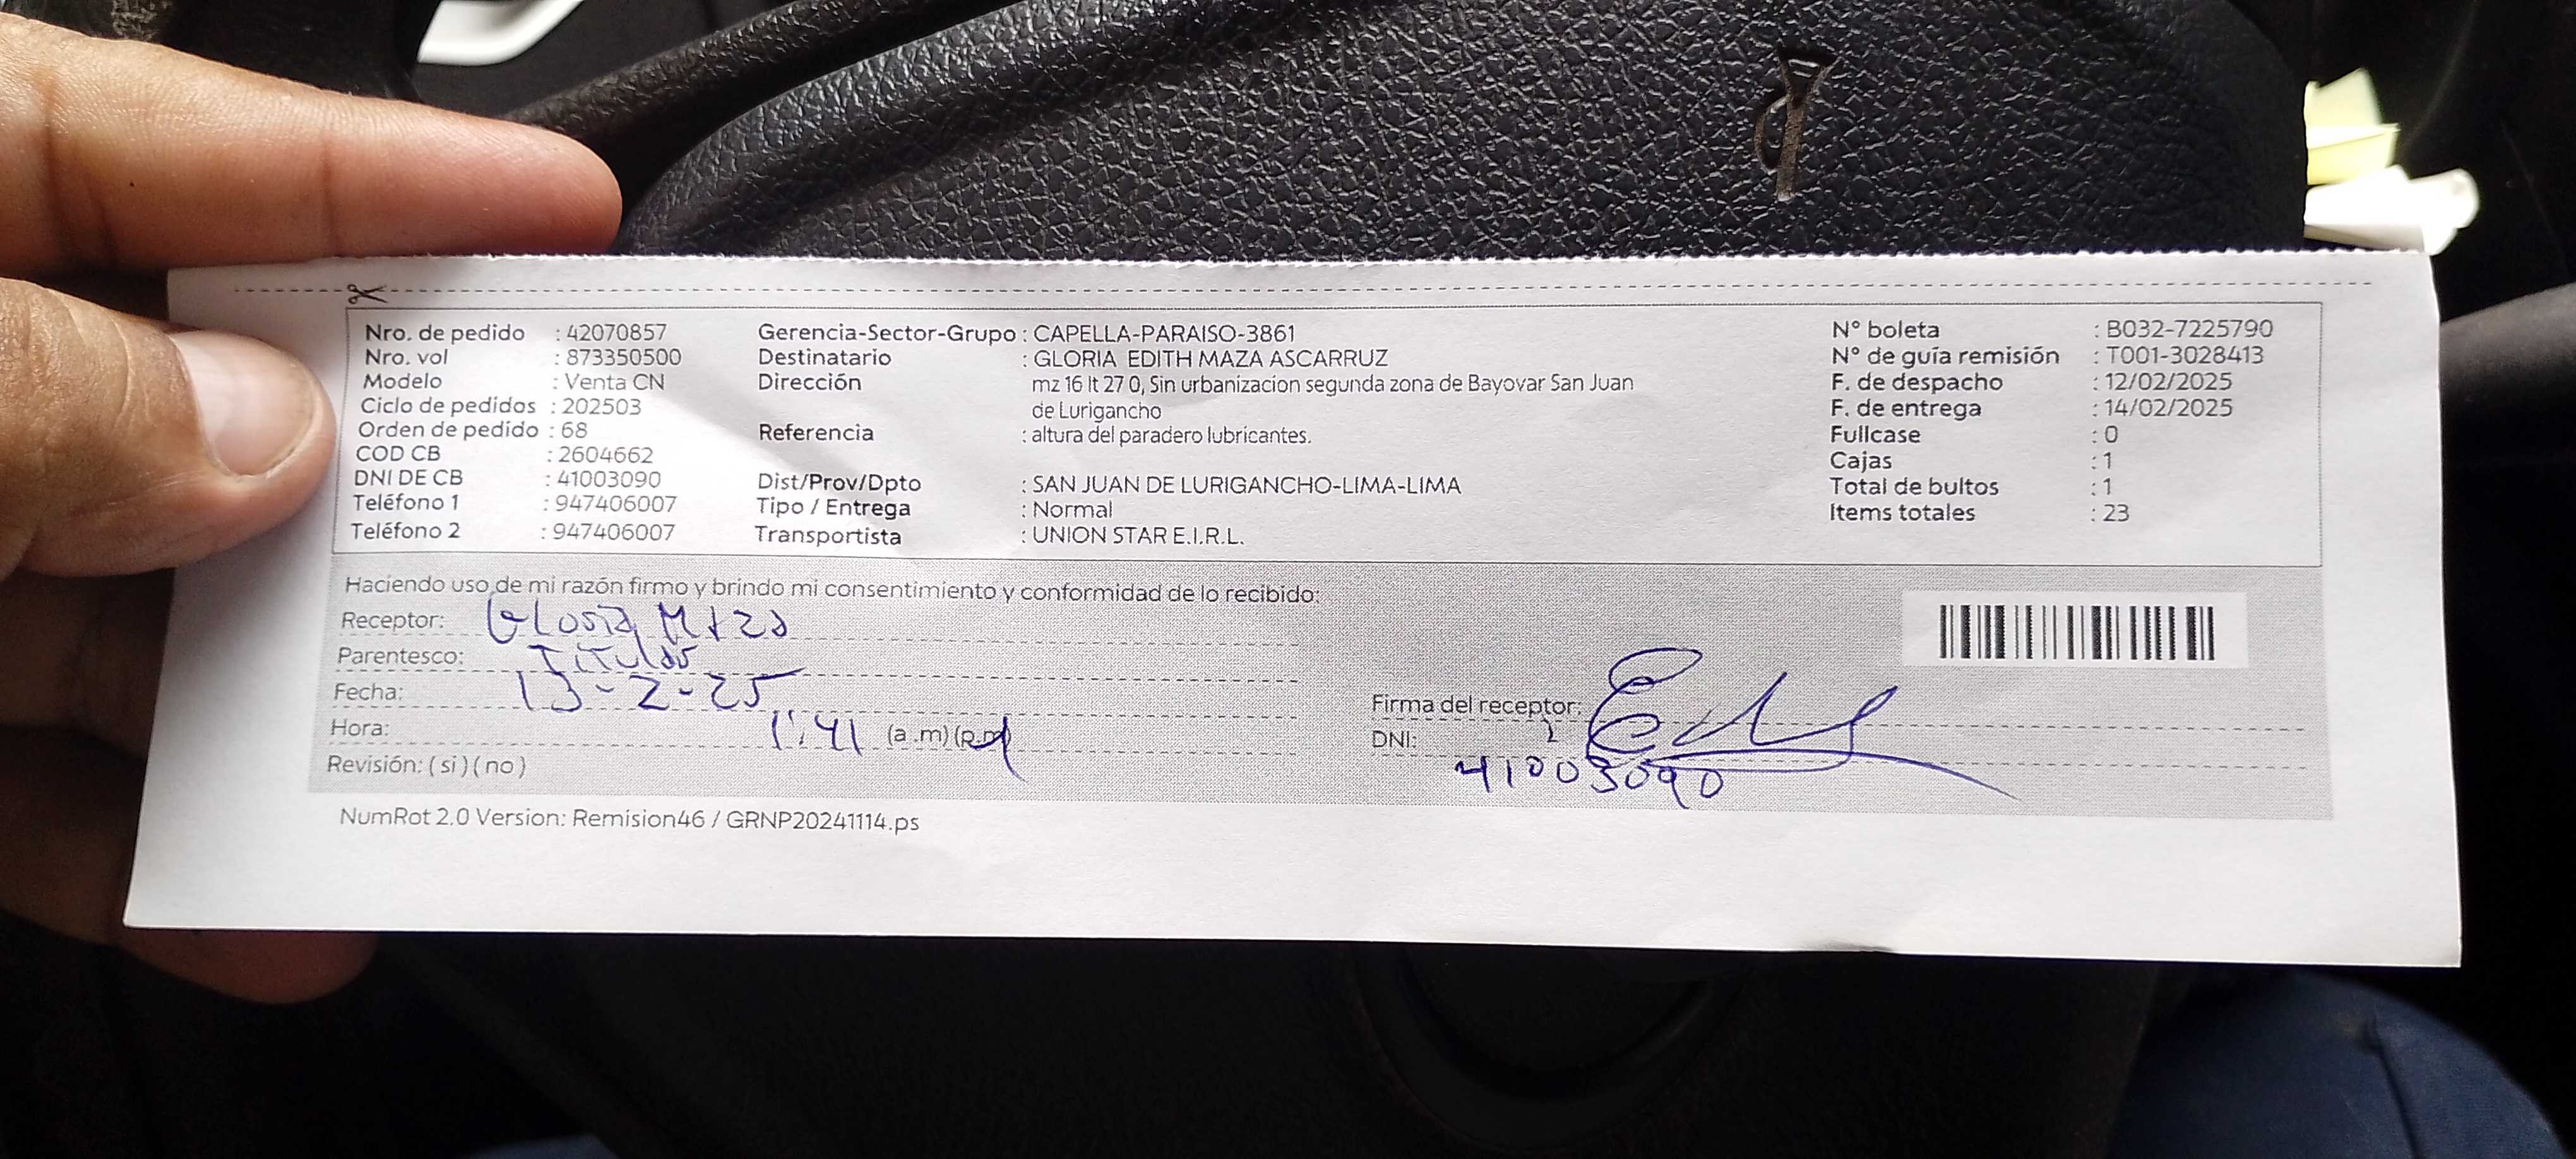 Nro. de pedido : 42070857
Nro. vol : 873350500
Modelo : Venta CN
Ciclo de pedidos : 202503
Orden de pedido : 68
COD CB : 2604662
DNI DE CB : 41003090
Teléfono 1 : 947406007
Teléfono 2 : 947406007
Gerencia-Sector-Grupo : CAPELLA-PARAISO-3861
Destinatario : GLORIA EDITH MAZA ASCARRUZ
Dirección mz 16 lt 27 0, Sin urbanizacion segunda zona de Bayovar San Juan
de Lurigancho
Referencia : altura del paradero lubricantes.
Dist/Prov/Dpto : SAN JUAN DE LURIGANCHO-LIMA-LIMA
Tipo / Entrega : Normal
Transportista : UNION STAR E.I.R.L.
N° boleta : B032-7225790
N° de guía remisión : T001-3028413
F. de despacho : 12/02/2025
F. de entrega : 14/02/2025
Fullcase : 0
Cajas : 1
Total de bultos : 1
Items totales : 23
Haciendo uso de mi razón firmo y brindo mi consentimiento y conformidad de lo recibido:
Receptor: Gloria Maza
Parentesco: Titular
Fecha: 13-2-25
Hora: 1:41 (a.m)(p.m)
Revisión: (si)(no)
Firma del receptor:
DNI:
41003090
NumRot 2.0 Version: Remision46 / GRNP20241114.ps